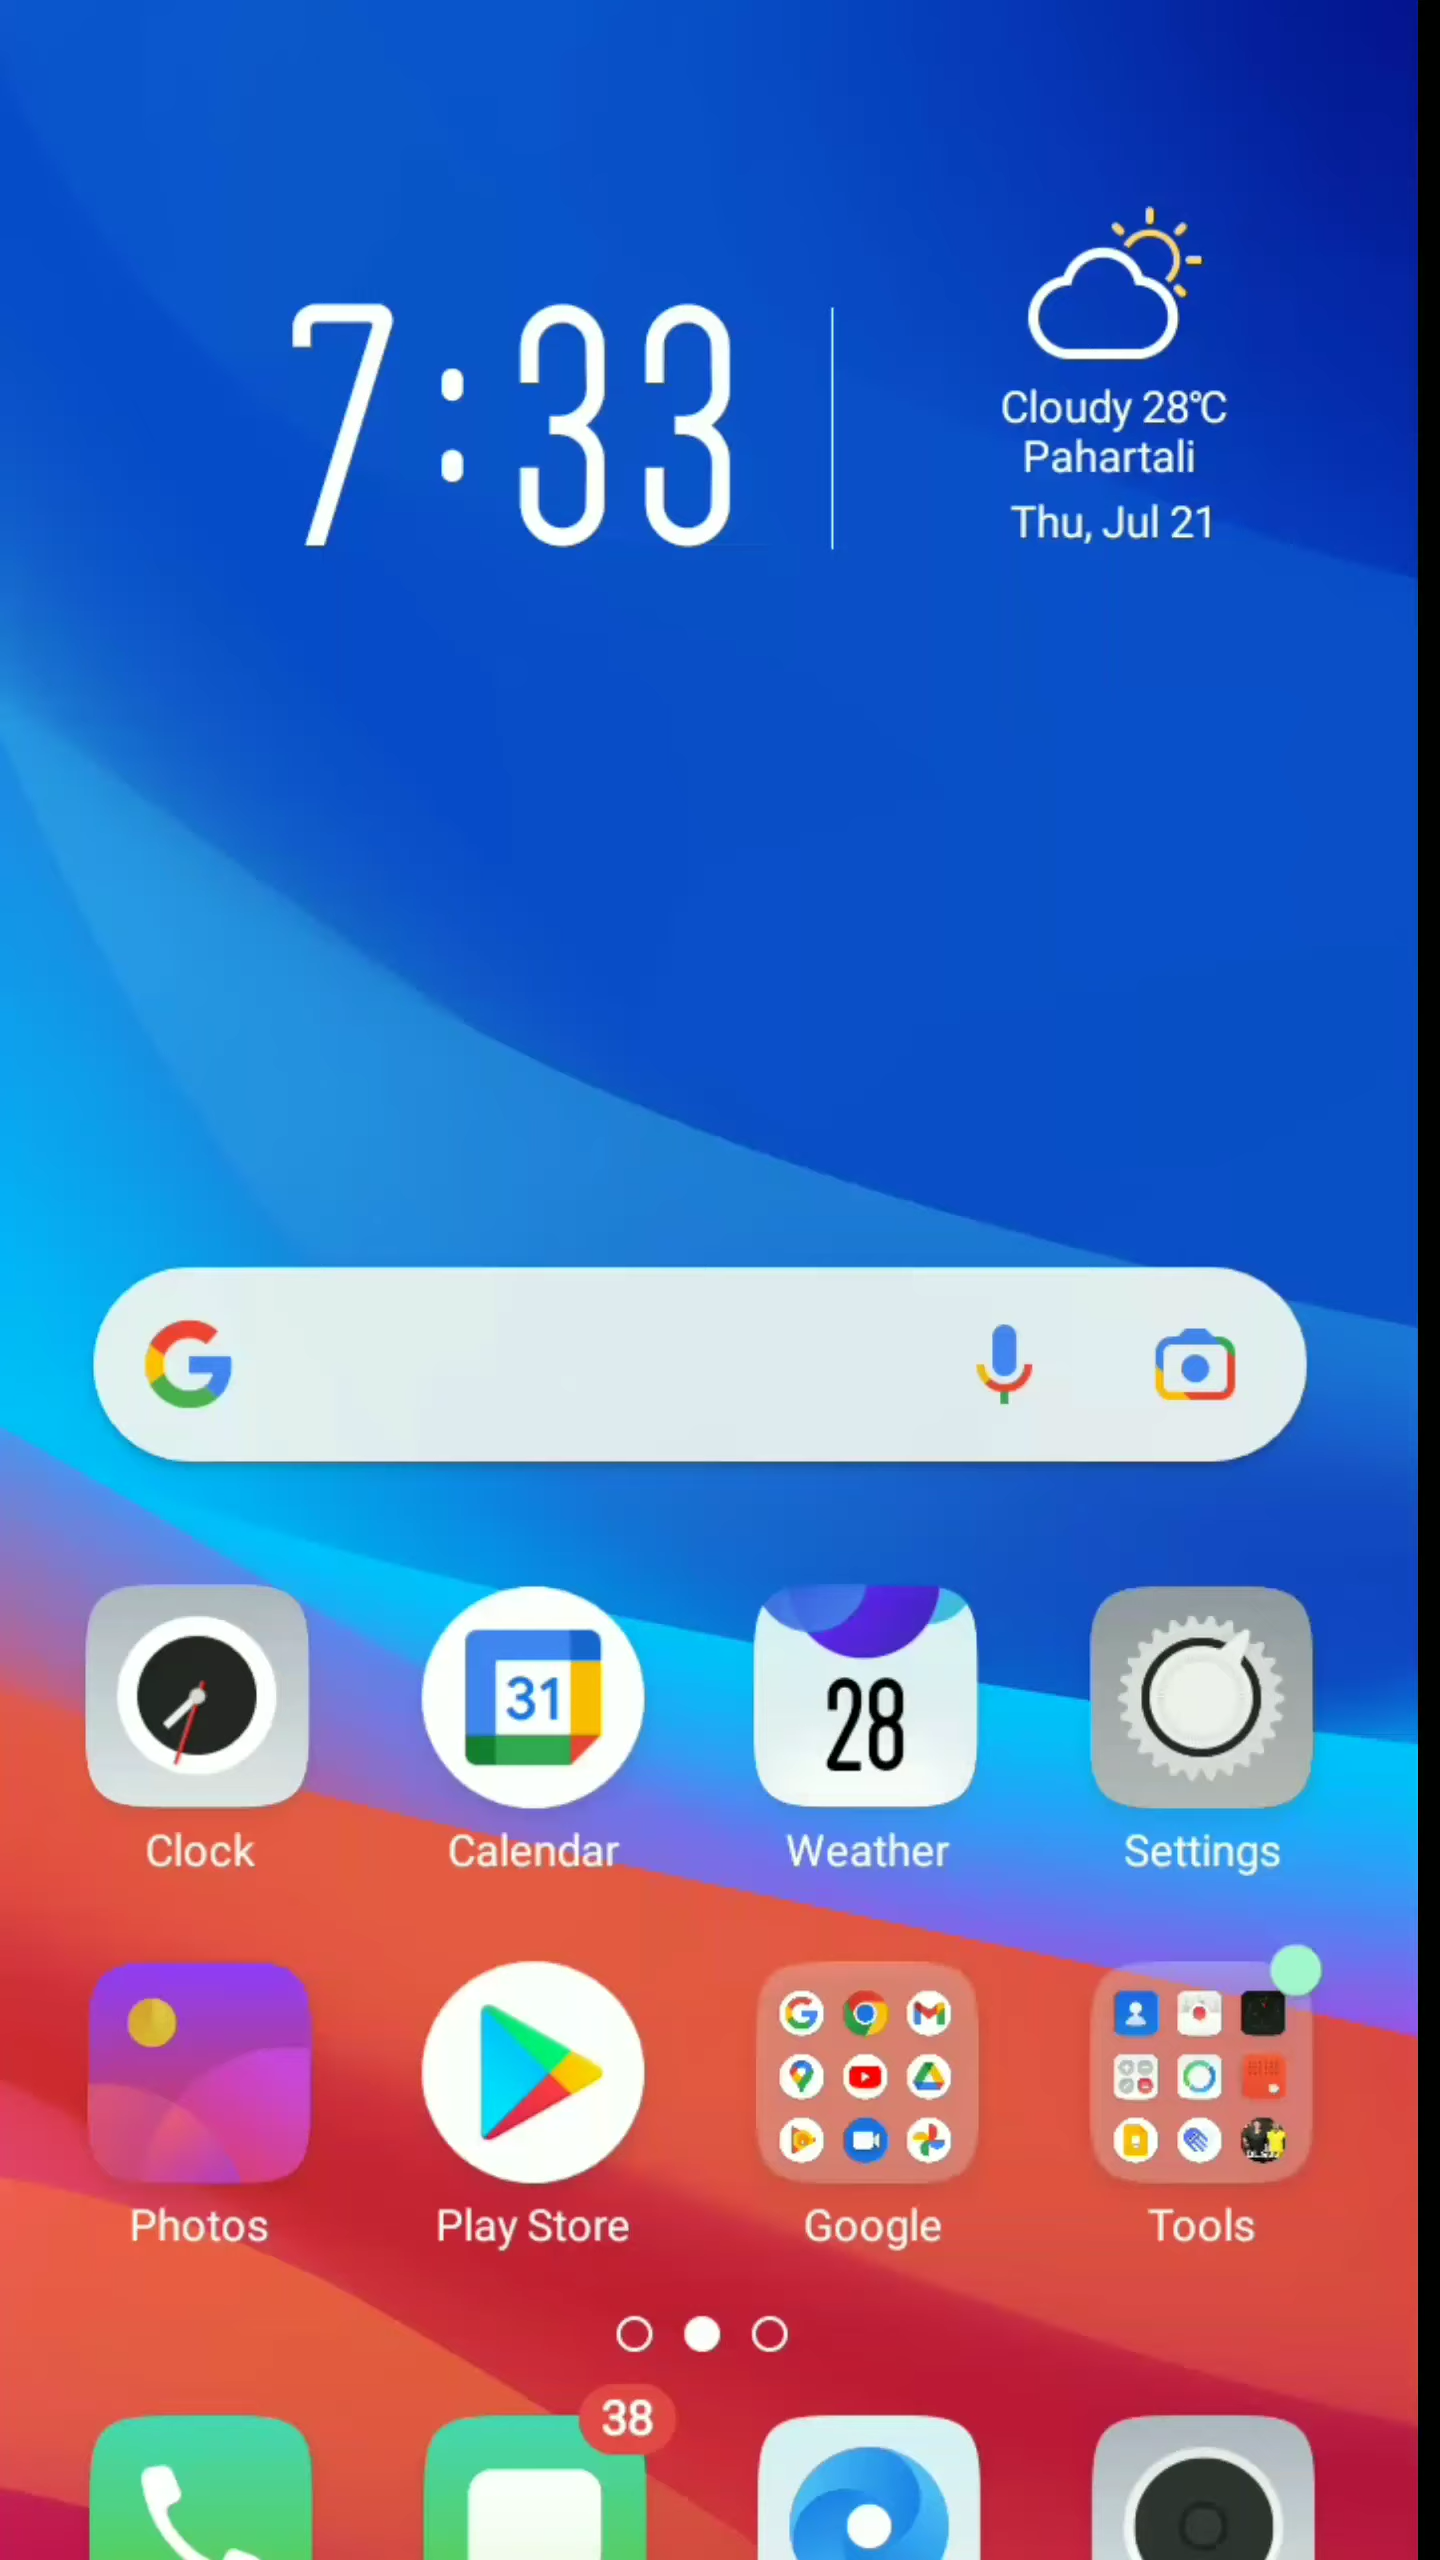 7:33
Cloudy 28℃
Pahartali
Thu, Jul 21
31
28
Clock
Calendar
Weather
Settings
Photos
Play Store
Google
Tools
38